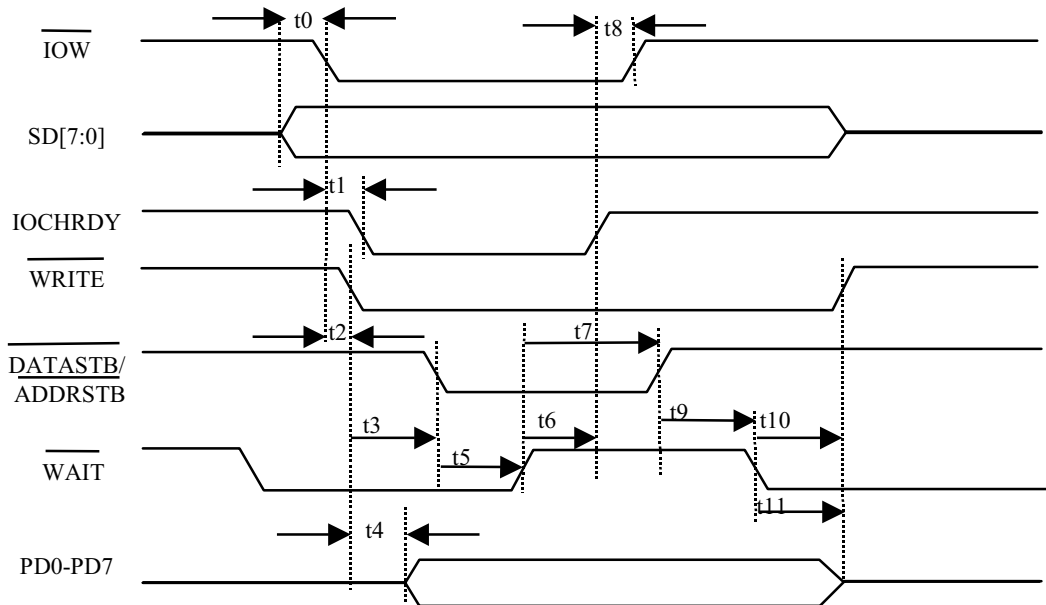 t0
t8
IOW
SD[7:0]
t1
IOCHRDY
WRITE
t2
t7
DATASTB/
ADDRSTB
t3
t6
t9
t10
WAIT
t5
t11
t4
PD0-PD7